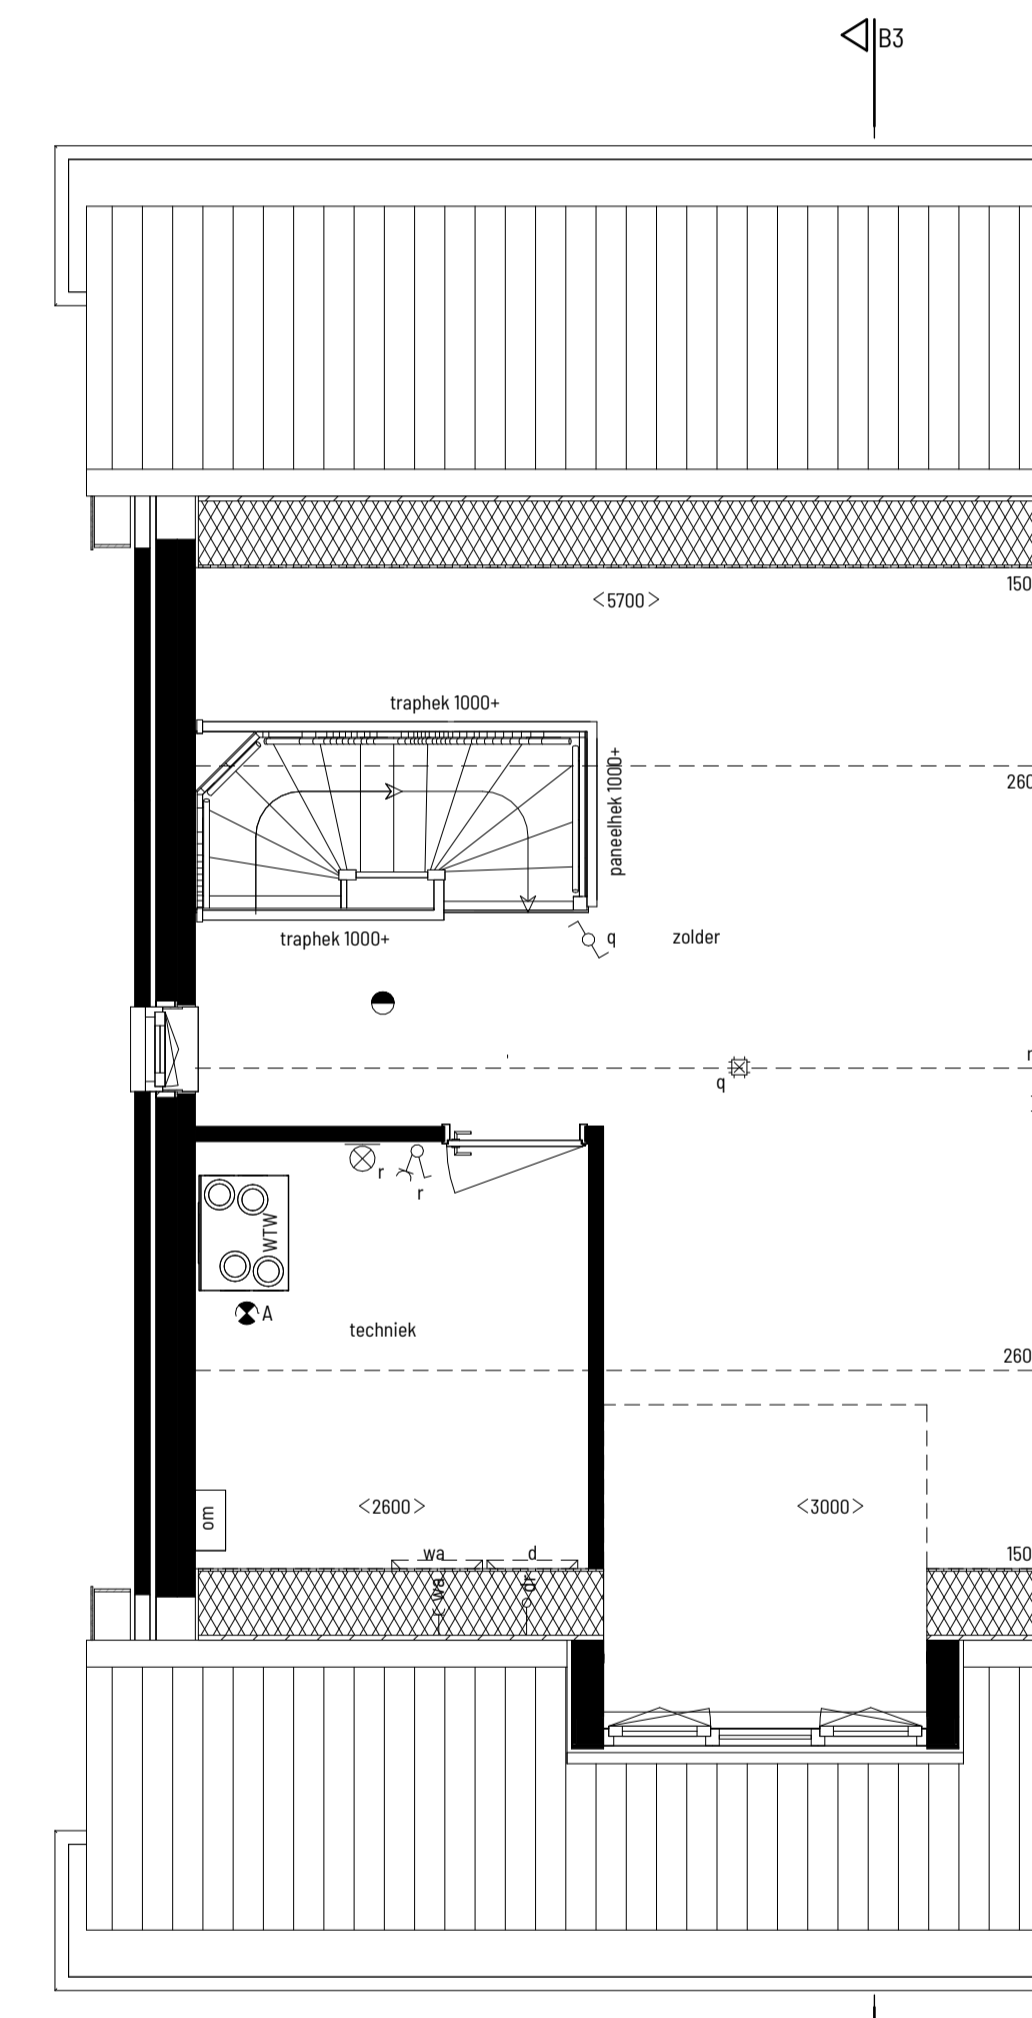 B3
150
<5700>
traphek 1000+
paneelhek 1000+
260
traphek 1000+
q
zolder
q
r
r
WTW
A
techniek
260
om
<2600>
<3000>
wa
d
150
wa
dr